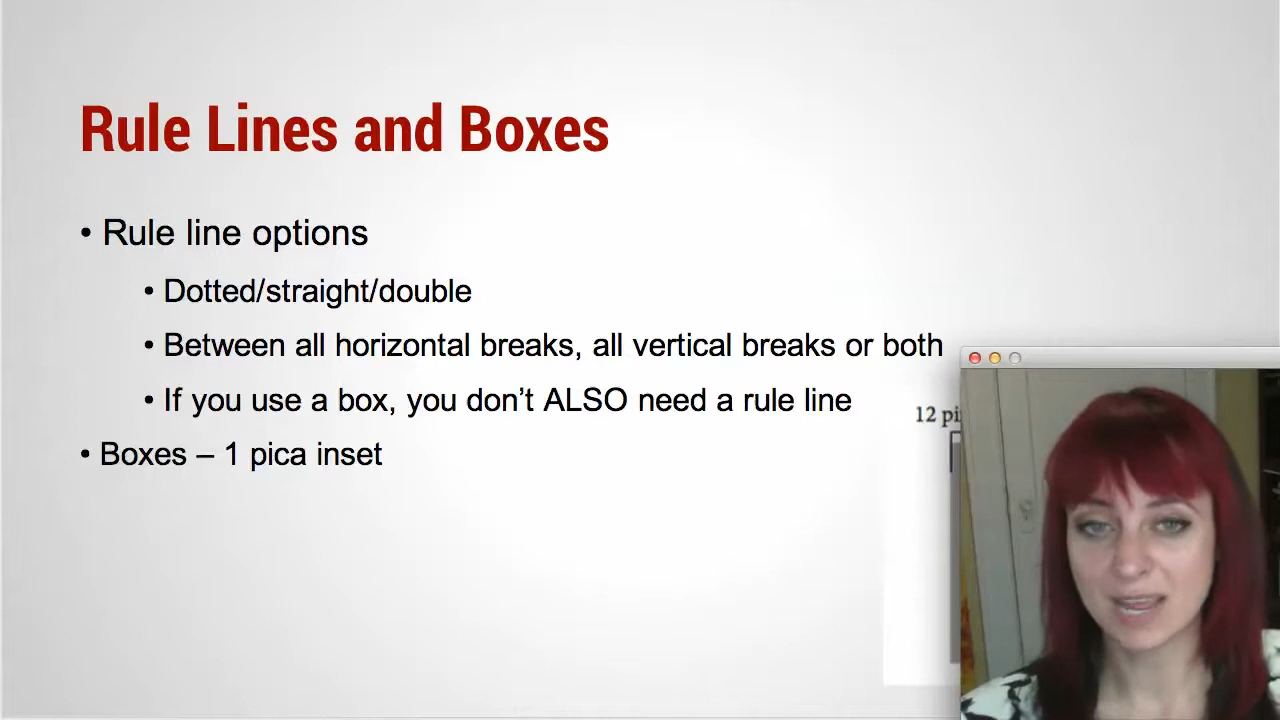 Rule Lines and Boxes
• Rule line options
• Dotted/straight/double
• Between all horizontal breaks, all vertical breaks or both
• If you use a box, you don’t ALSO need a rule line
12
• Boxes – 1 pica inset